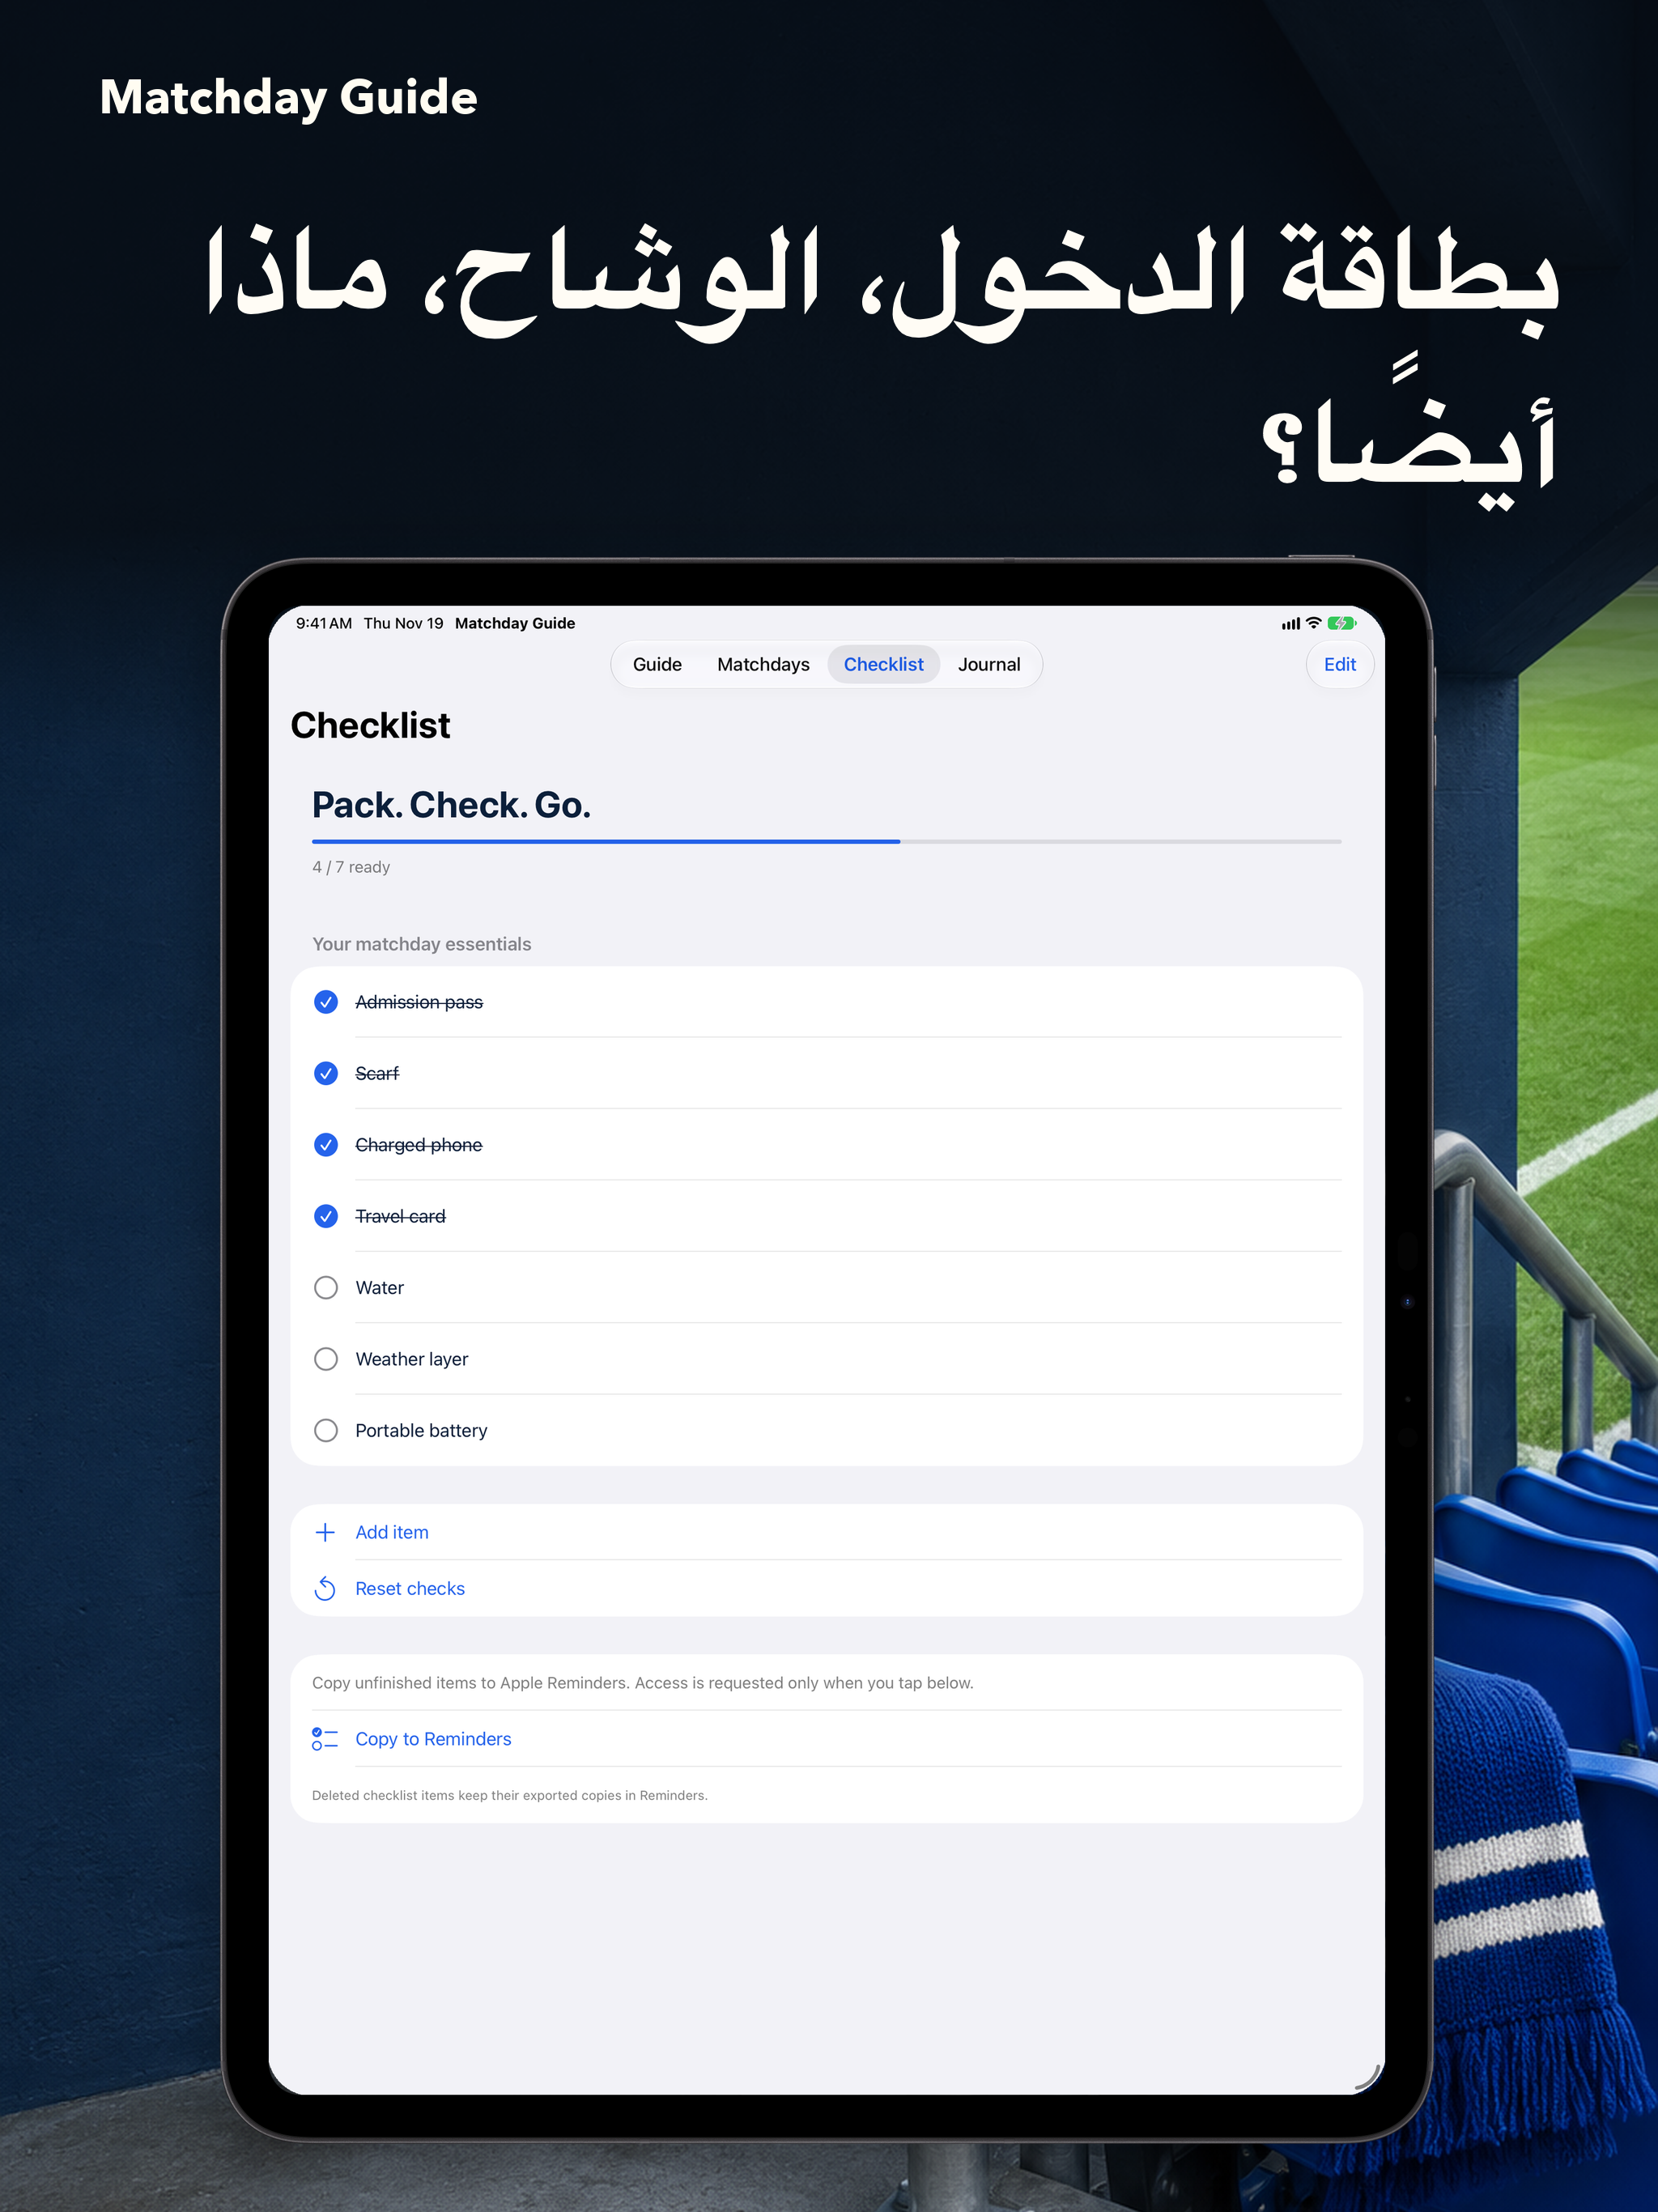 Matchday Guide
بطاقة الدخول، الوشاح، ماذا
أيضًا؟
9:41 AM Thu Nov 19 Matchday Guide
Guide Matchdays Checklist Journal Edit
Checklist
Pack. Check. Go.
4 / 7 ready
Your matchday essentials
Admission pass
Scarf
Charged phone
Travel card
Water
Weather layer
Portable battery
Add item
Reset checks
Copy unfinished items to Apple Reminders. Access is requested only when you tap below.
Copy to Reminders
Deleted checklist items keep their exported copies in Reminders.